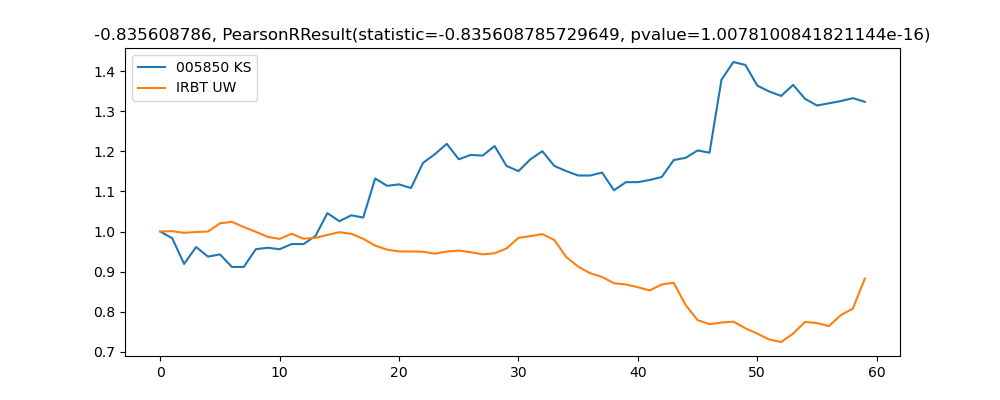 -0.835608786, PearsonRResult(statistic=-0.835608785729649, pvalue=1.0078100841821144e-16)
005850 KS
IRBT UW
1.4
1.3
1.2
1.1
1.0
0.9
0.8
0.7
0 10 20 30 40 50 60